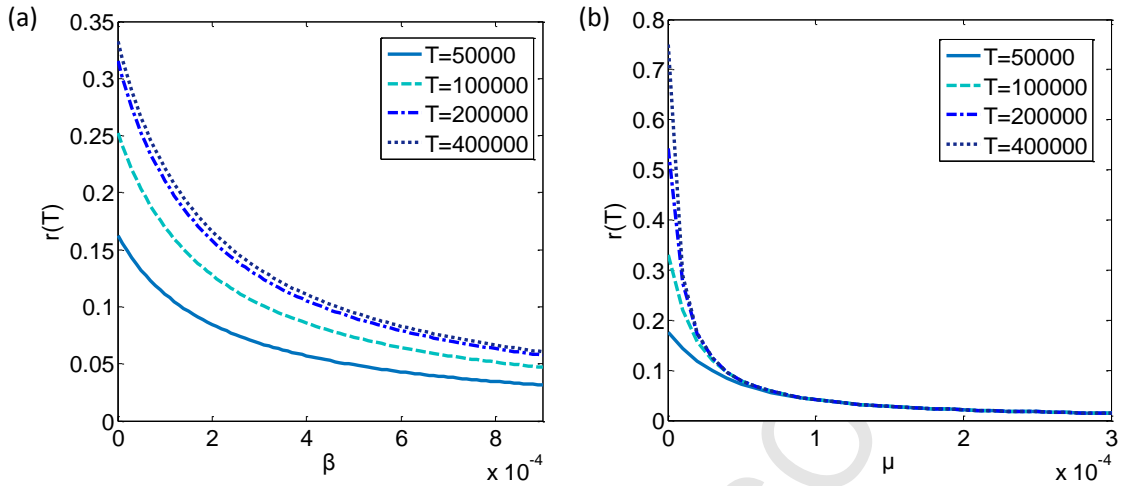 (a)
0.35
0.3
0.25
0.2
0.15
0.1
0.05
0
r(T)
T=50000
T=100000
T=200000
T=400000
0 2 4 6 8
β
x 10⁻⁴
(b)
0.8
0.7
0.6
0.5
0.4
0.3
0.2
0.1
0
r(T)
T=50000
T=100000
T=200000
T=400000
0 1 2 3
μ
x 10⁻⁴